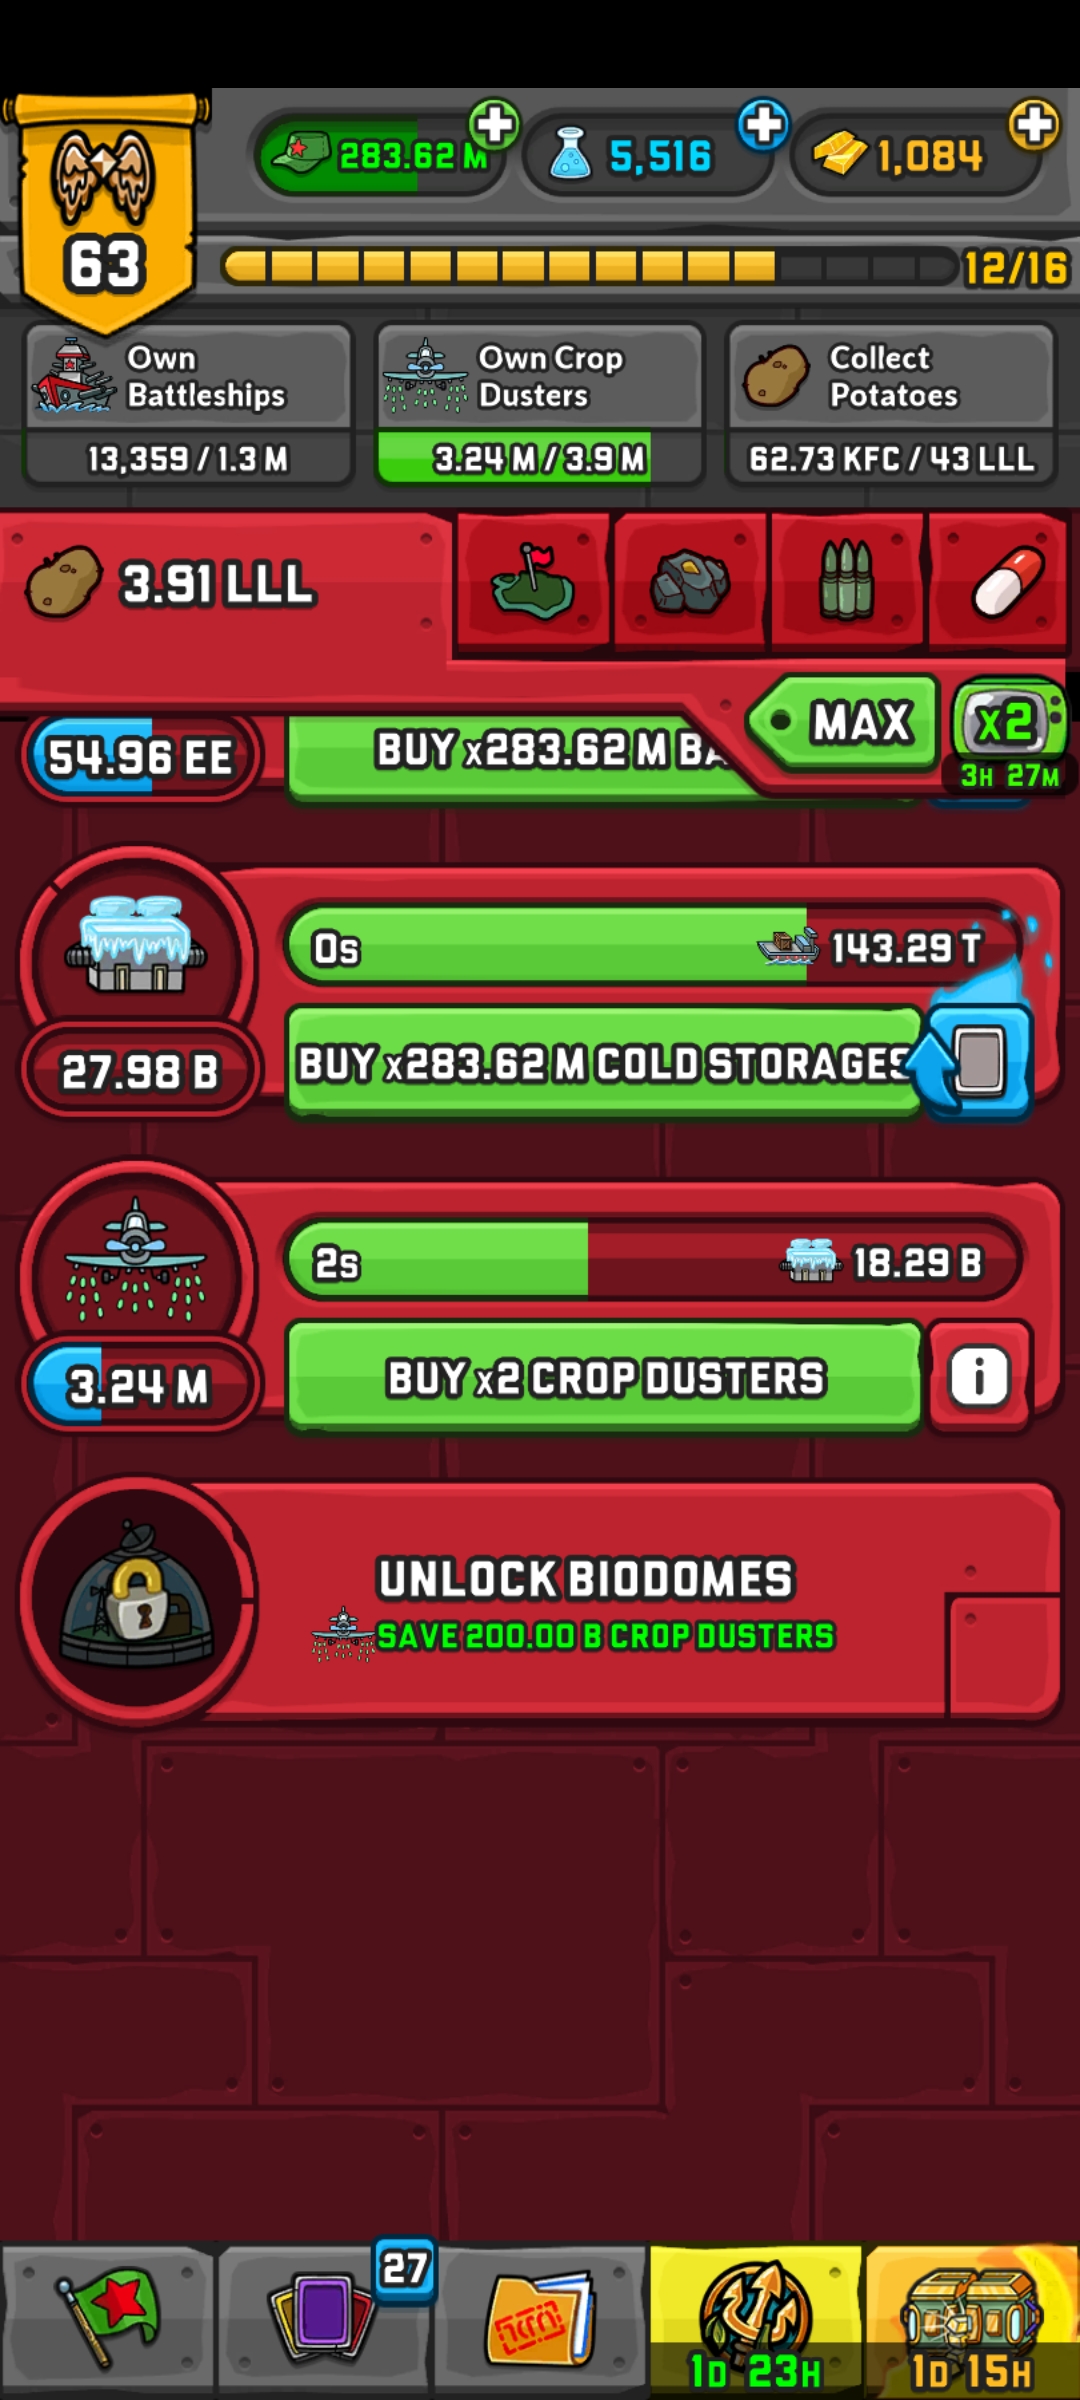 283.62 M
5,516
1,084
63
12/16
Own
Battleships
13,359 / 1.3 M
Own Crop
Dusters
3.24 M / 3.9 M
Collect
Potatoes
62.73 KFC / 43 LLL
3.91 LLL
MAX
x2
3H 27M
54.96 EE
BUY x283.62 M BA
0s
143.29 T
27.98 B
BUY x283.62 M COLD STORAGES
2s
18.29 B
3.24 M
BUY x2 CROP DUSTERS
i
UNLOCK BIODOMES
SAVE 200.00 B CROP DUSTERS
27
1D 23H
1D 15H